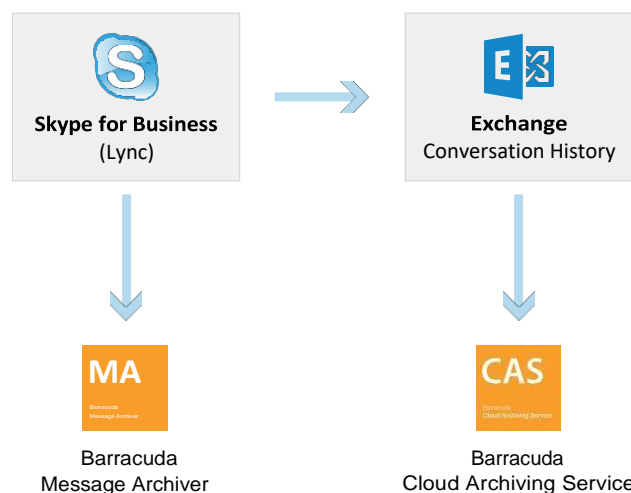 S
Skype for Business
(Lync)
E
Exchange
Conversation History
MA
Barracuda
Message Archiver
Barracuda
Message Archiver
CAS
Barracuda
Cloud Archiving Service
Barracuda
Cloud Archiving Service